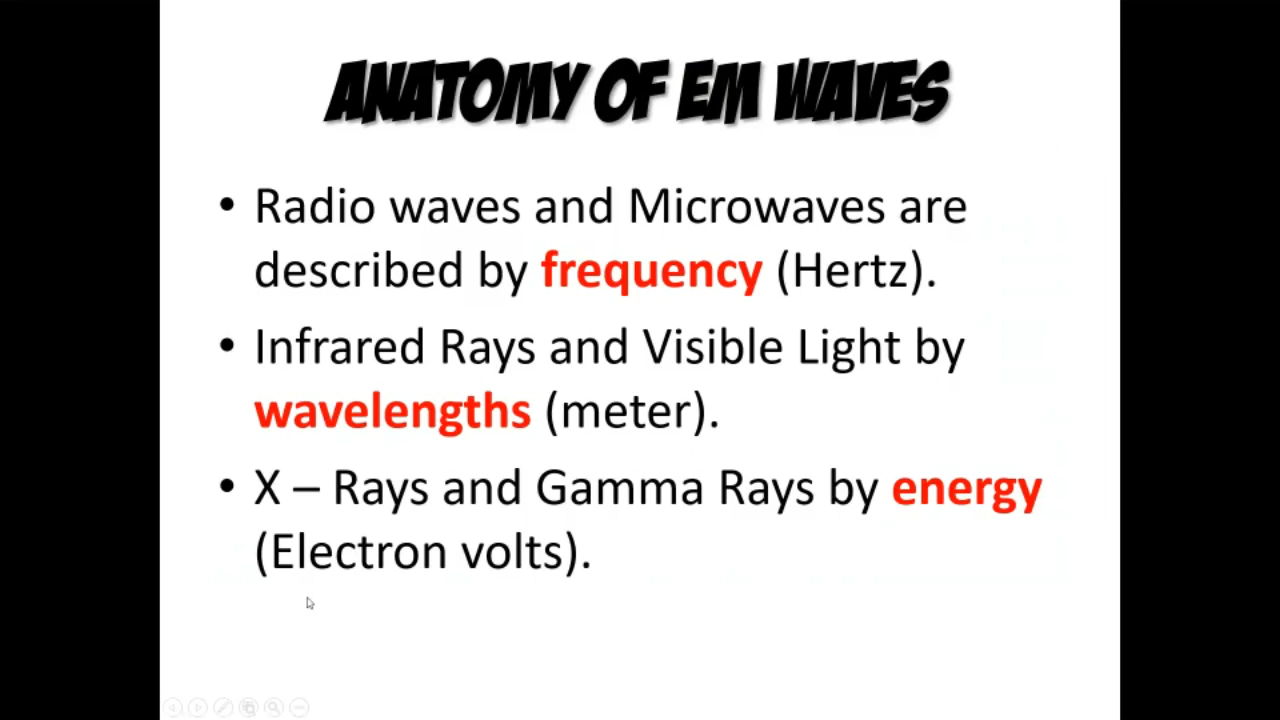 ANATOMY OF EM WAVES
• Radio waves and Microwaves are
described by frequency (Hertz).
• Infrared Rays and Visible Light by
wavelengths (meter).
• X – Rays and Gamma Rays by energy
(Electron volts).